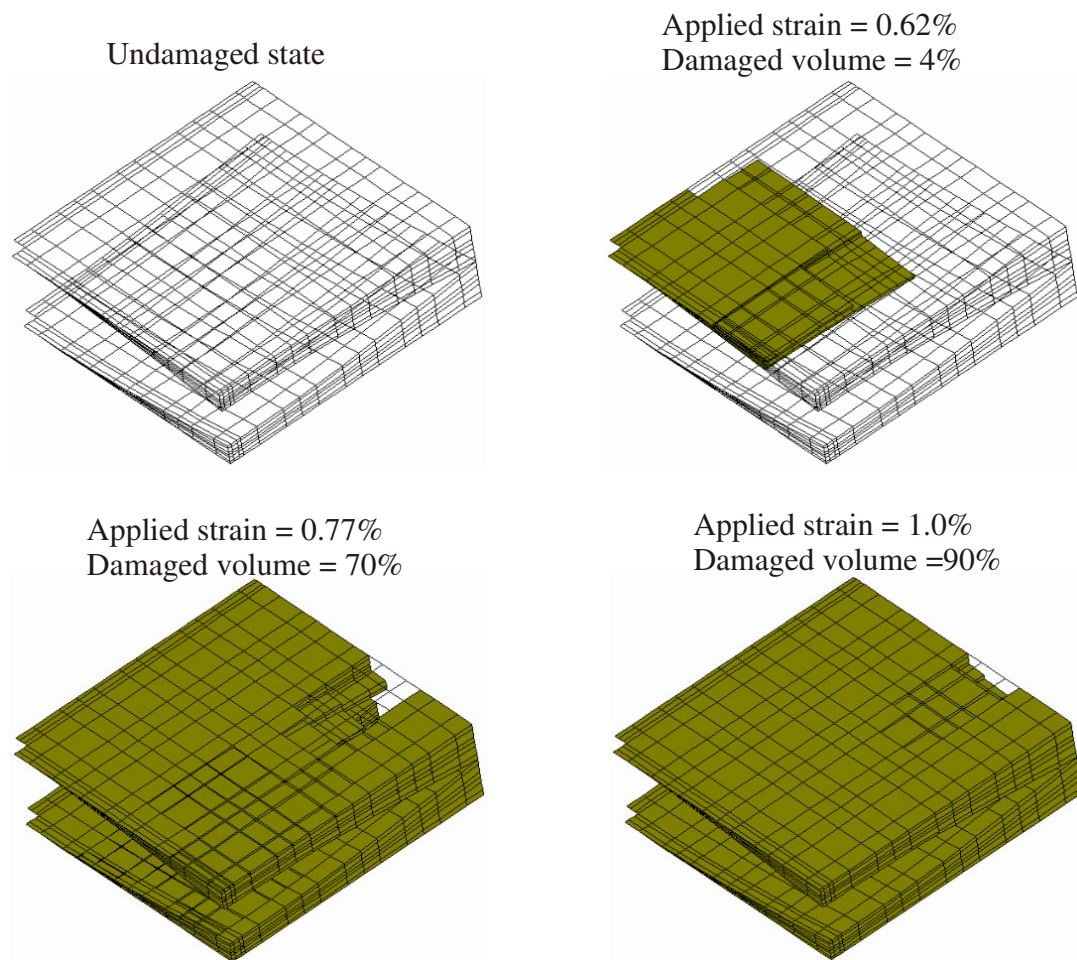 Undamaged state
Applied strain = 0.62%
Damaged volume = 4%
Applied strain = 0.77%
Damaged volume = 70%
Applied strain = 1.0%
Damaged volume =90%